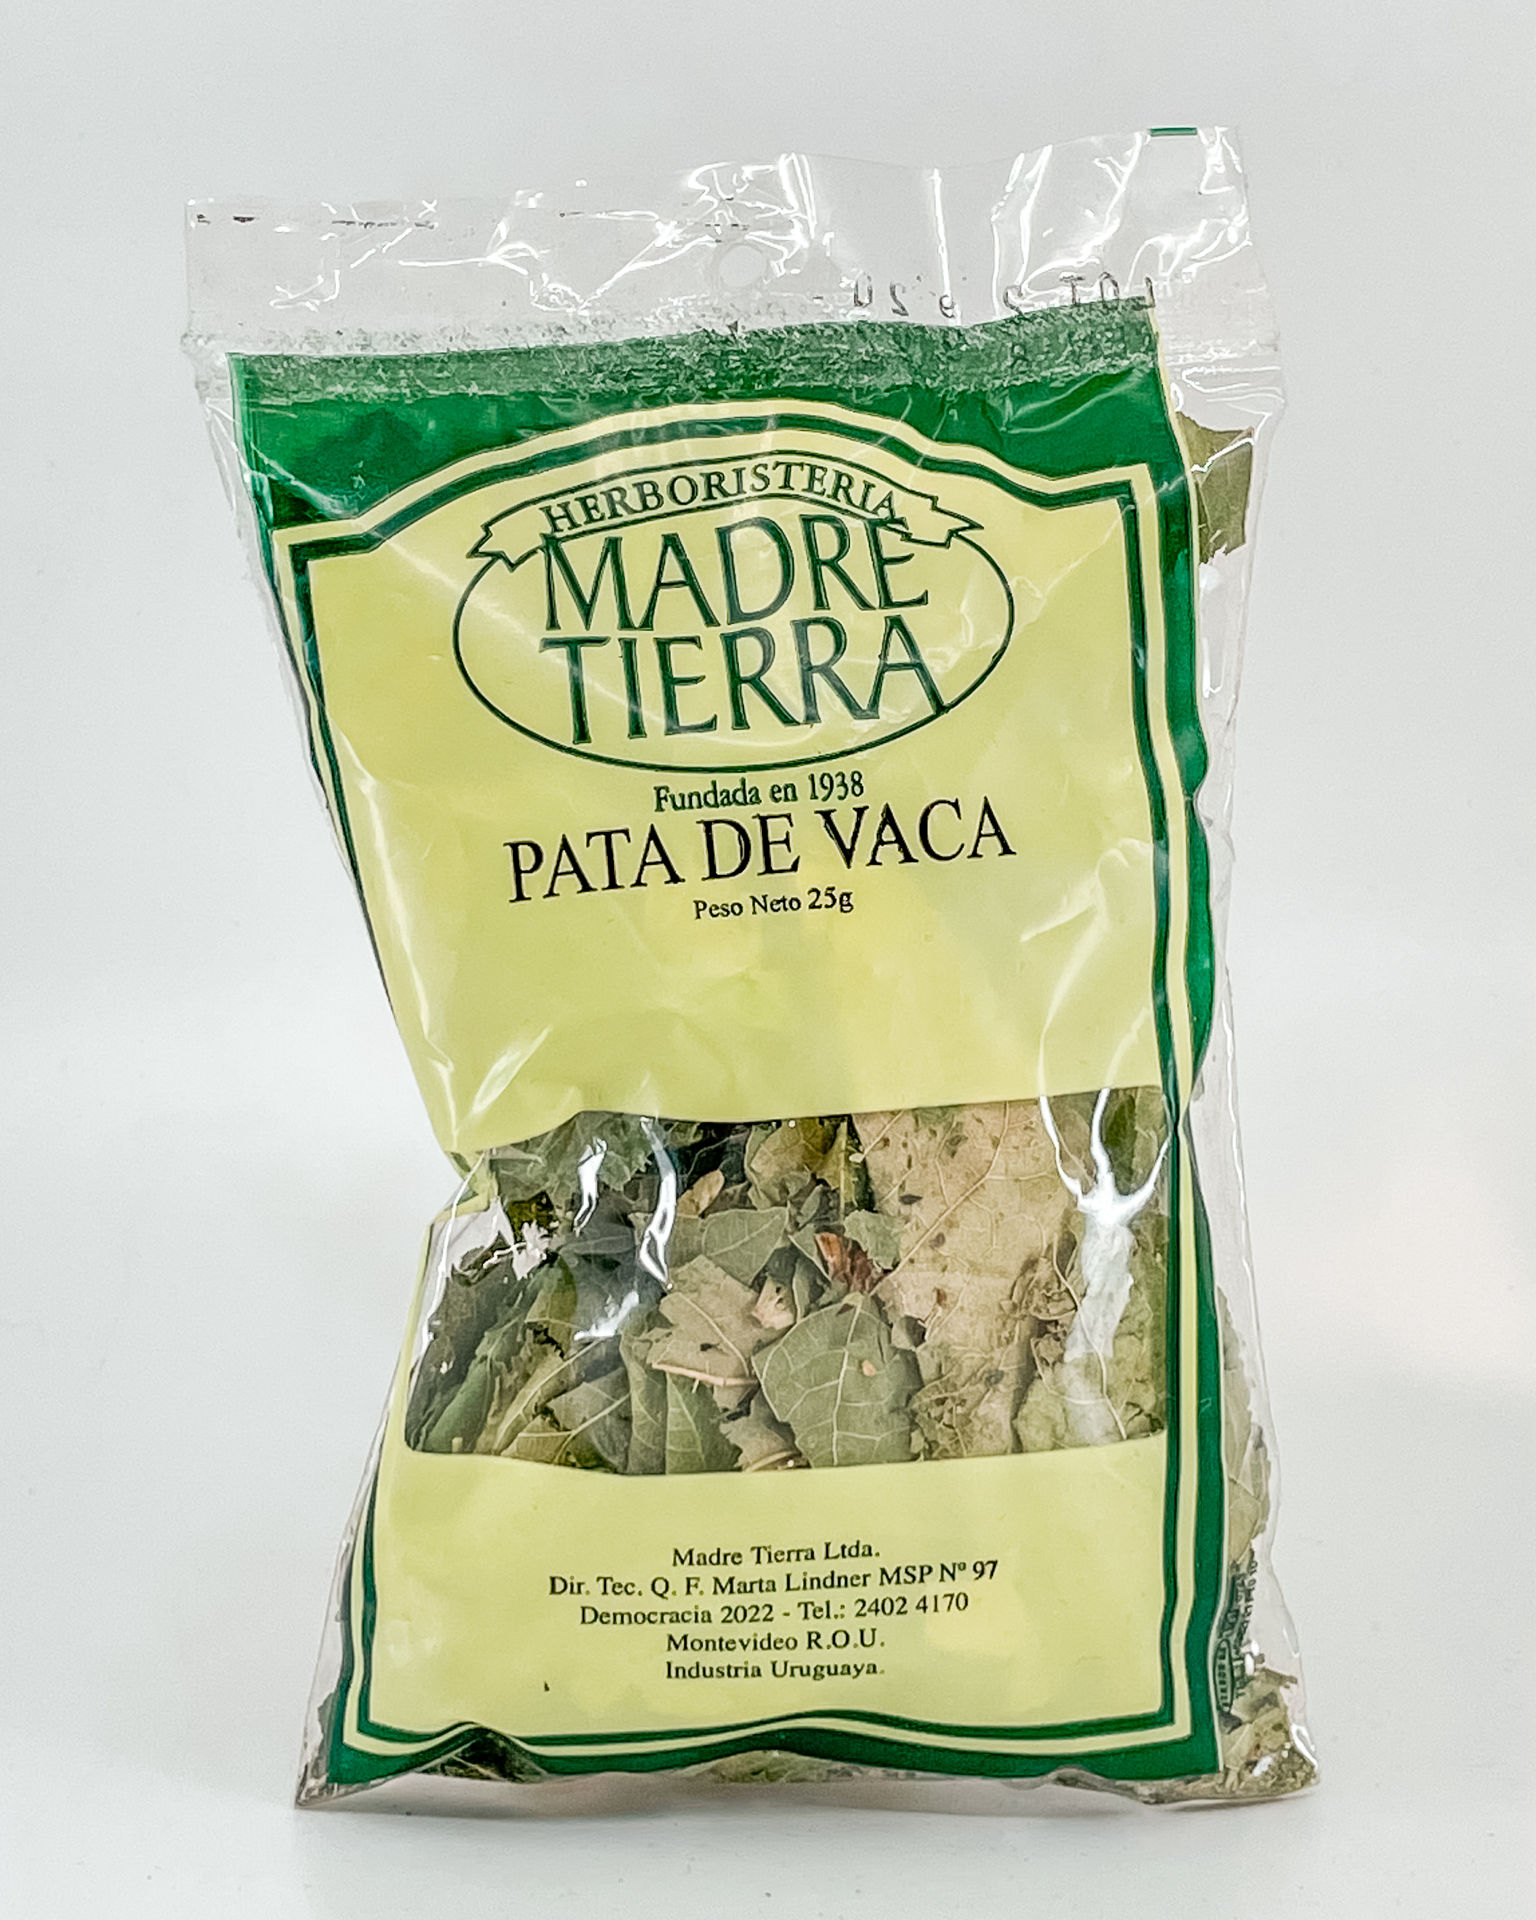 LOT
HERBORISTERIA
MADRE
TIERRA
Fundada en 1938
PATA DE VACA
Peso Neto 25g
Madre Tierra Ltda.
Dir. Tec. Q. F. Marta Lindner MSP Nº 97
Democracia 2022 - Tel.: 2402 4170
Montevideo R.O.U.
Industria Uruguaya.